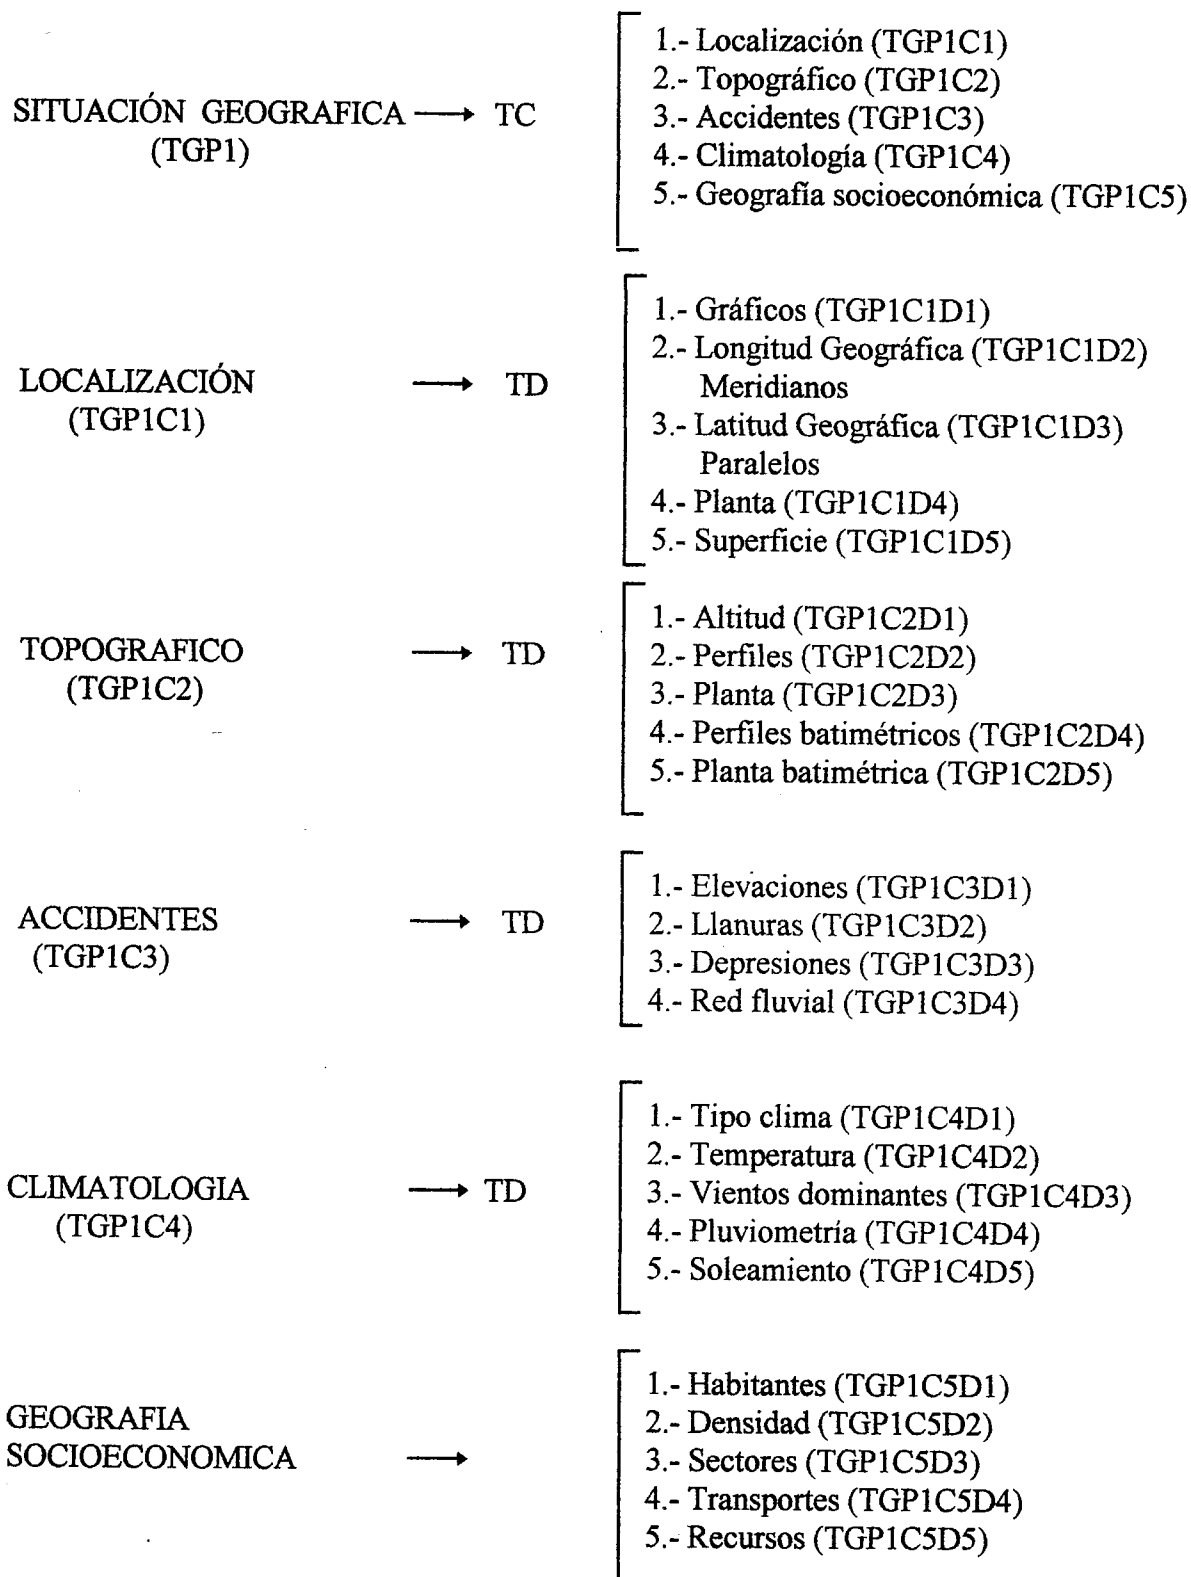 SITUACIÓN GEOGRAFICA → TC
(TGP1)
1.- Localización (TGP1C1)
2.- Topográfico (TGP1C2)
3.- Accidentes (TGP1C3)
4.- Climatología (TGP1C4)
5.- Geografía socioeconómica (TGP1C5)
LOCALIZACIÓN → TD
(TGP1C1)
1.- Gráficos (TGP1C1D1)
2.- Longitud Geográfica (TGP1C1D2)
Meridianos
3.- Latitud Geográfica (TGP1C1D3)
Paralelos
4.- Planta (TGP1C1D4)
5.- Superficie (TGP1C1D5)
TOPOGRAFICO → TD
(TGP1C2)
1.- Altitud (TGP1C2D1)
2.- Perfiles (TGP1C2D2)
3.- Planta (TGP1C2D3)
4.- Perfiles batimétricos (TGP1C2D4)
5.- Planta batimétrica (TGP1C2D5)
ACCIDENTES → TD
(TGP1C3)
1.- Elevaciones (TGP1C3D1)
2.- Llanuras (TGP1C3D2)
3.- Depresiones (TGP1C3D3)
4.- Red fluvial (TGP1C3D4)
CLIMATOLOGIA → TD
(TGP1C4)
1.- Tipo clima (TGP1C4D1)
2.- Temperatura (TGP1C4D2)
3.- Vientos dominantes (TGP1C4D3)
4.- Pluviometría (TGP1C4D4)
5.- Soleamiento (TGP1C4D5)
GEOGRAFIA
SOCIOECONOMICA →
1.- Habitantes (TGP1C5D1)
2.- Densidad (TGP1C5D2)
3.- Sectores (TGP1C5D3)
4.- Transportes (TGP1C5D4)
5.- Recursos (TGP1C5D5)